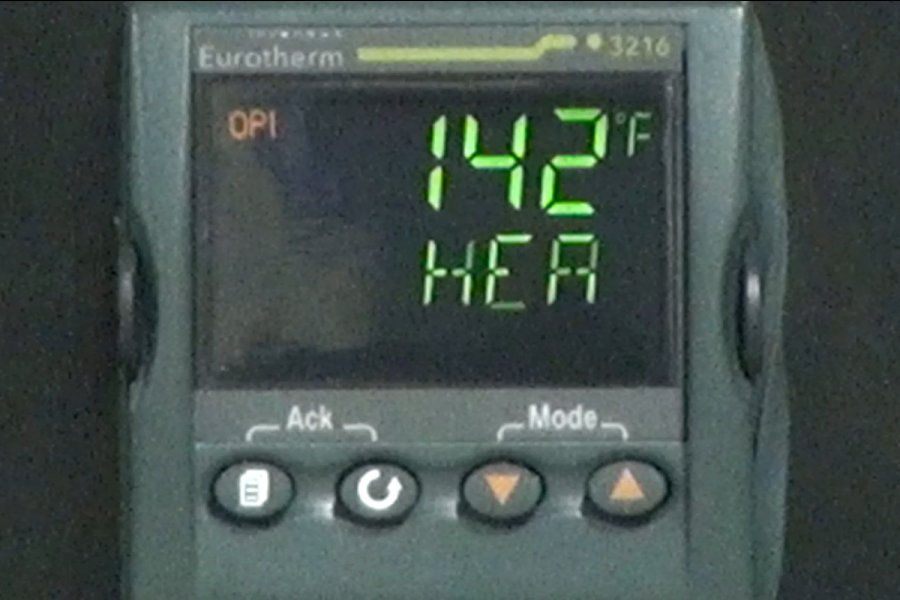 Eurotherm 3216
OP1 142 °F
HEA
Ack Mode